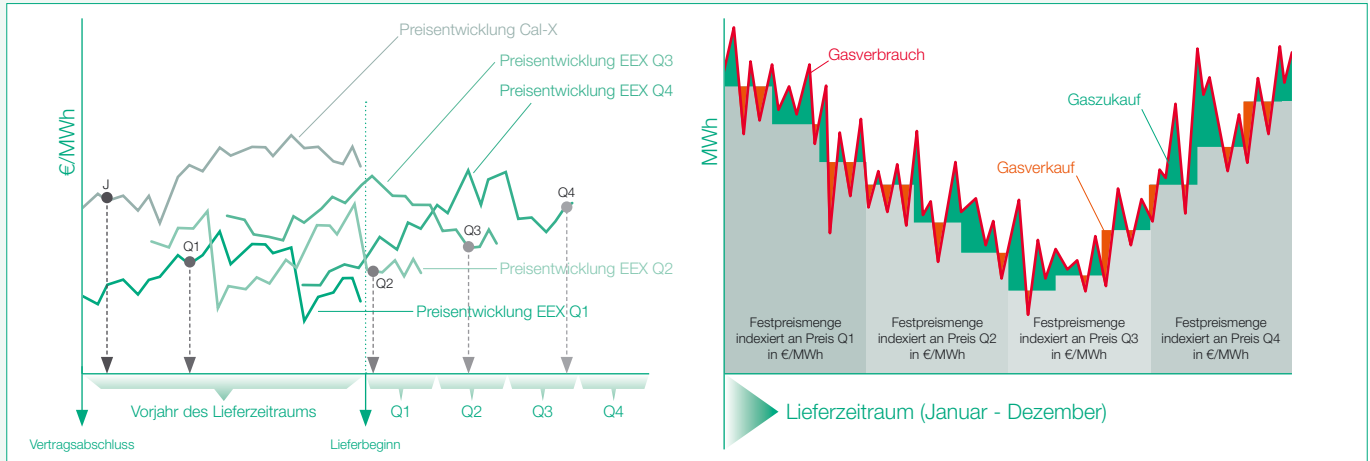 €/MWh
Preisentwicklung Cal-X
Preisentwicklung EEX Q3
Preisentwicklung EEX Q4
J
Q1
Q2
Q3
Q4
Preisentwicklung EEX Q2
Preisentwicklung EEX Q1
Vorjahr des Lieferzeitraums
Q1
Q2
Q3
Q4
Vertragsabschluss
Lieferbeginn
MWh
Gasverbrauch
Gaszukauf
Gasverkauf
Festpreismenge
indexiert an Preis Q1
in €/MWh
Festpreismenge
indexiert an Preis Q2
in €/MWh
Festpreismenge
indexiert an Preis Q3
in €/MWh
Festpreismenge
indexiert an Preis Q4
in €/MWh
Lieferzeitraum (Januar - Dezember)